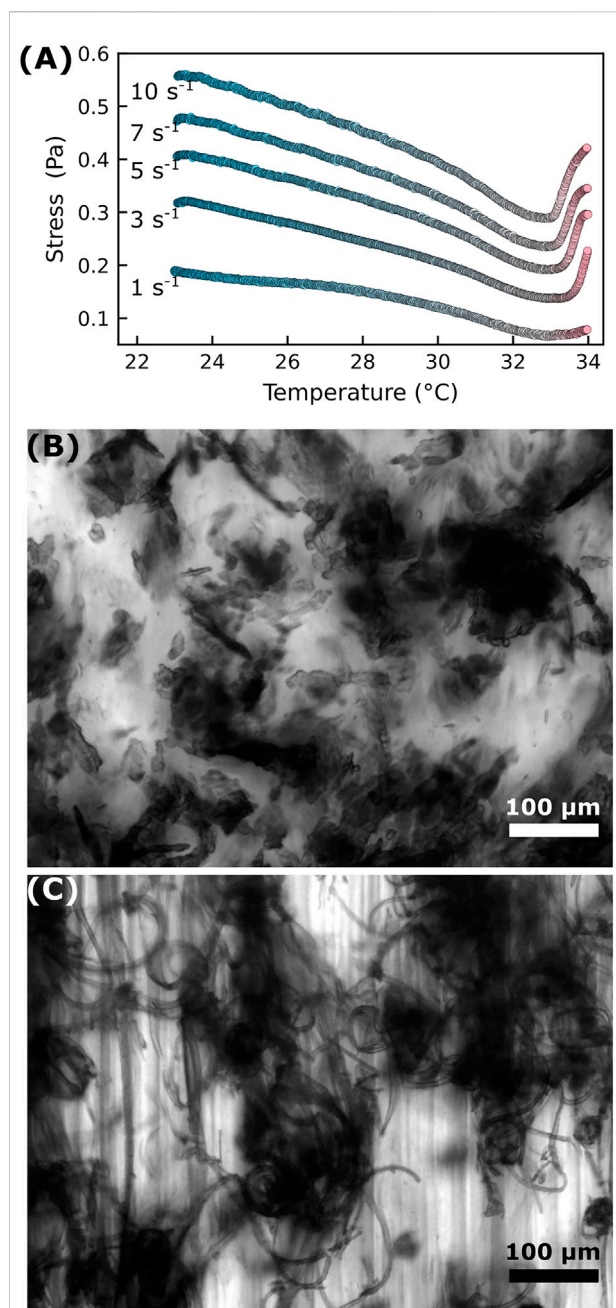 (A)
0.6
0.5
0.4
0.3
0.2
0.1
Stress (Pa)
10 s⁻¹
7 s⁻¹
5 s⁻¹
3 s⁻¹
1 s⁻¹
22 24 26 28 30 32 34
Temperature (°C)
(B)
100 µm
(C)
100 µm